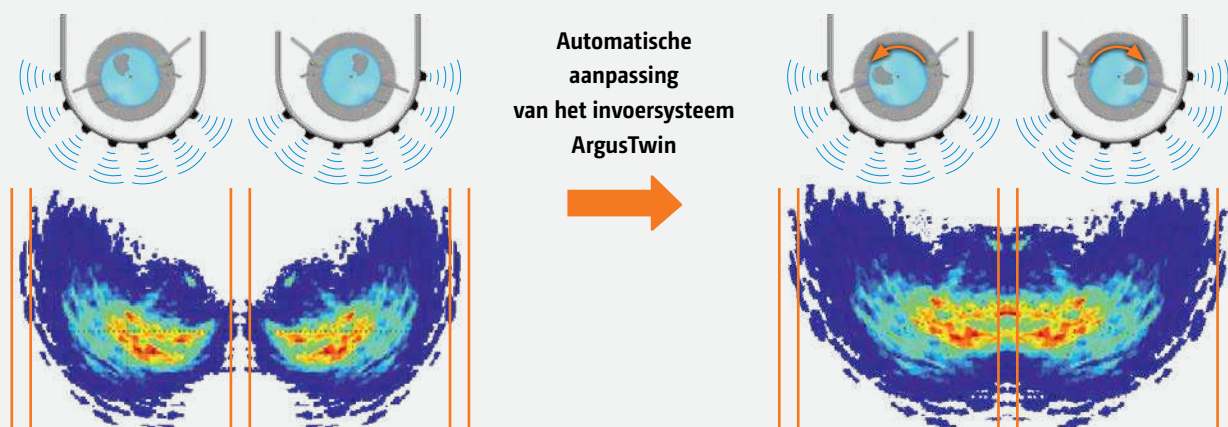 Automatische
aanpassing
van het invoersysteem
ArgusTwin